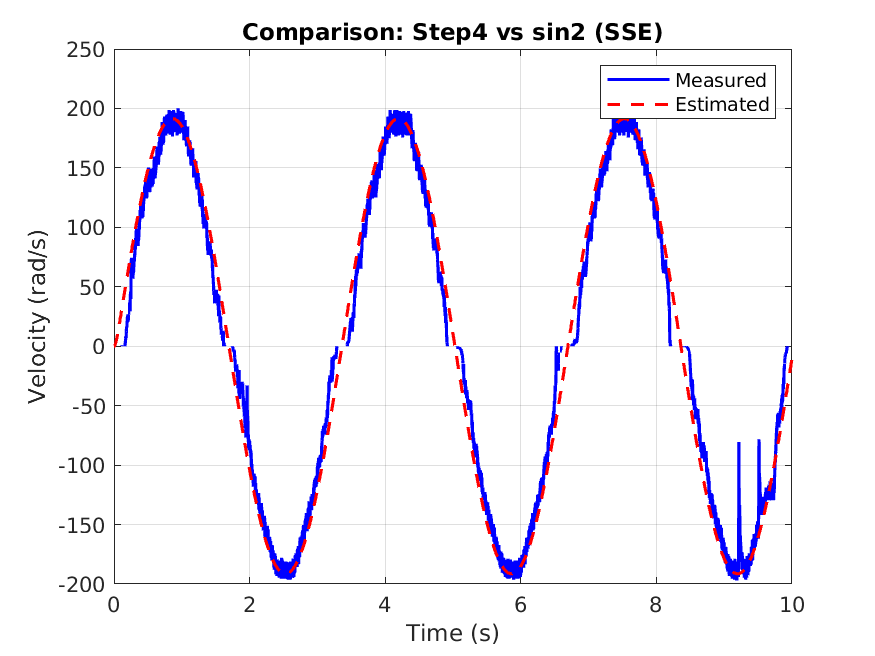 Comparison: Step4 vs sin2 (SSE)
Measured
Estimated
250
200
150
100
50
0
-50
-100
-150
-200
Velocity (rad/s)
0 2 4 6 8 10
Time (s)